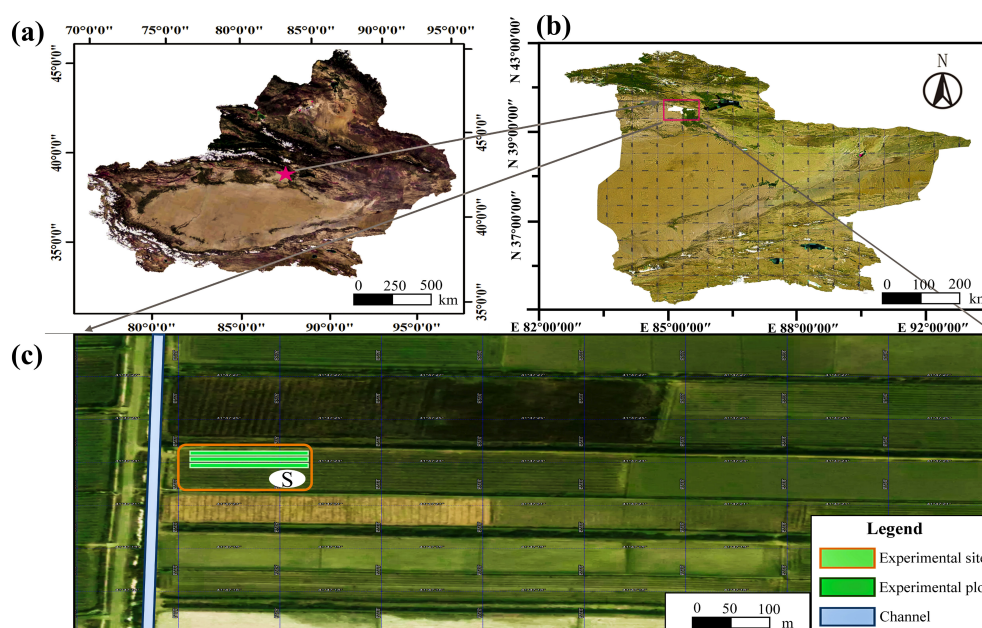 (a)
70°0'0" 75°0'0" 80°0'0" 85°0'0" 90°0'0" 95°0'0"
45°0'0"
40°0'0"
35°0'0"
45°0'0"
40°0'0"
35°0'0"
0 250 500
km
80°0'0" 85°0'0" 90°0'0" 95°0'0"
(b)
N 43°00'00"
N 39°00'00"
N 37°00'00"
N
0 100 200
km
E 82°00'00" E 85°00'00" E 88°00'00" E 92°00'00"
(c)
S
0 50 100
m
Legend
Experimental site
Experimental plo
Channel